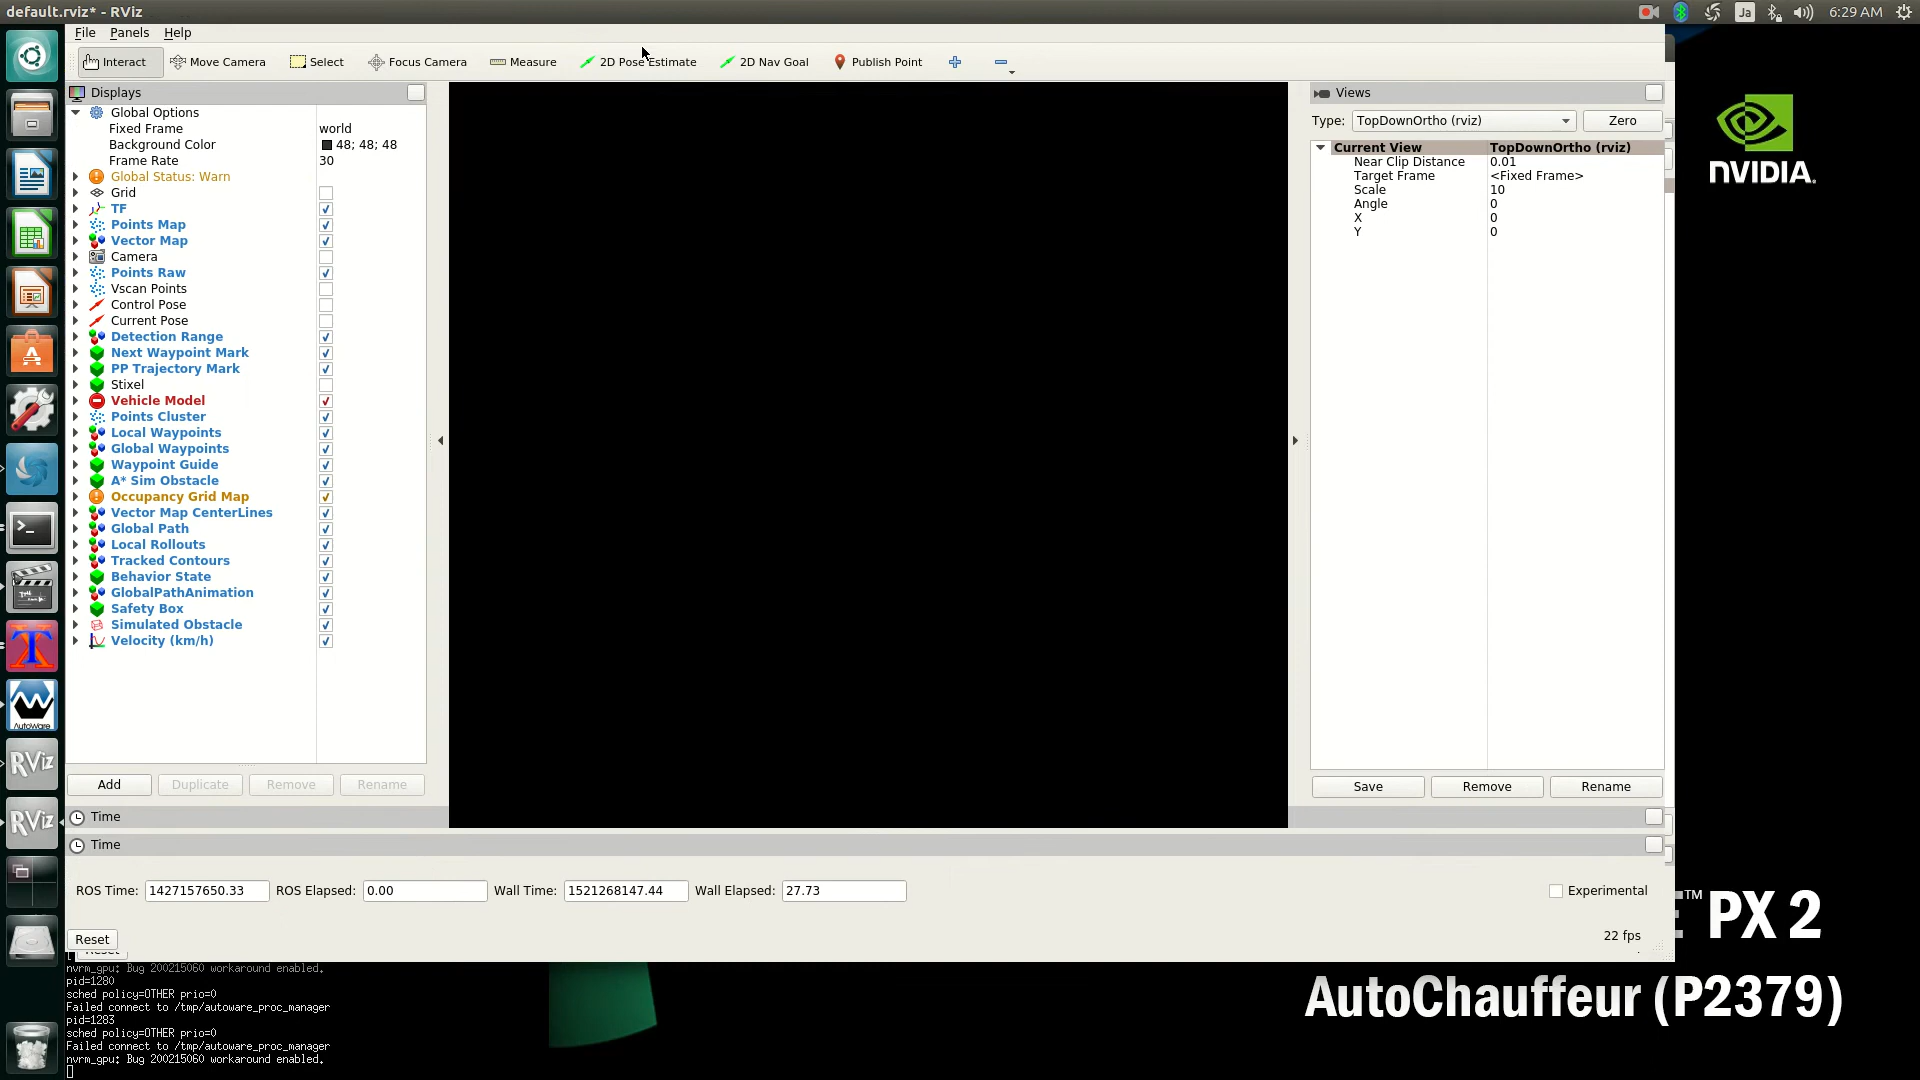 default.rviz* - RViz
Ja
6:29 AM
File Panels Help
Interact Move Camera Select Focus Camera Measure 2D Pose Estimate 2D Nav Goal Publish Point
Displays
Global Options
Fixed Frame world
Background Color 48; 48; 48
Frame Rate 30
Global Status: Warn
Grid
TF
Points Map
Vector Map
Camera
Points Raw
Vscan Points
Control Pose
Current Pose
Detection Range
Next Waypoint Mark
PP Trajectory Mark
Stixel
Vehicle Model
Points Cluster
Local Waypoints
Global Waypoints
Waypoint Guide
A* Sim Obstacle
Occupancy Grid Map
Vector Map CenterLines
Global Path
Local Rollouts
Tracked Contours
Behavior State
GlobalPathAnimation
Safety Box
Simulated Obstacle
Velocity (km/h)
Add Duplicate Remove Rename
Views
Type: TopDownOrtho (rviz) Zero
Current View TopDownOrtho (rviz)
Near Clip Distance 0.01
Target Frame <Fixed Frame>
Scale 10
Angle 0
X 0
Y 0
Save Remove Rename
Time
Time
ROS Time: 1427157650.33 ROS Elapsed: 0.00 Wall Time: 1521268147.44 Wall Elapsed: 27.73 Experimental
Reset
22 fps
nvrm_gpu: Bug 200215060 workaround enabled.
pid=1280
sched policy=OTHER prio=0
Failed connect to /tmp/autoware_proc_manager
pid=1283
sched policy=OTHER prio=0
Failed connect to /tmp/autoware_proc_manager
nvrm_gpu: Bug 200215060 workaround enabled.
AutoWare
RViz
RViz
NVIDIA.
™ PX 2
AutoChauffeur (P2379)